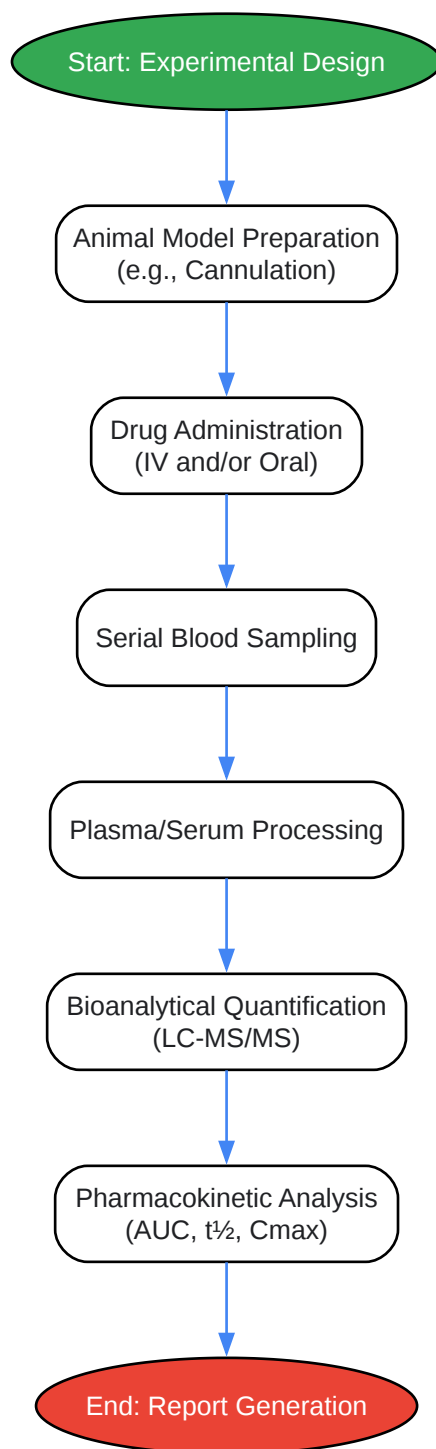 Start: Experimental Design
Animal Model Preparation
(e.g., Cannulation)
Drug Administration
(IV and/or Oral)
Serial Blood Sampling
Plasma/Serum Processing
Bioanalytical Quantification
(LC-MS/MS)
Pharmacokinetic Analysis
(AUC, t½, Cmax)
End: Report Generation